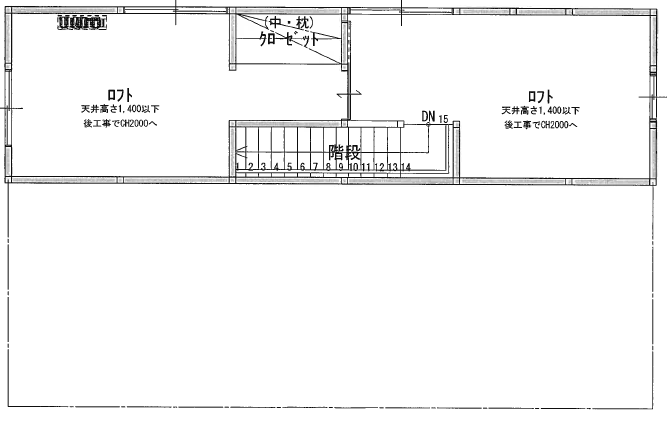 (中・枕)
クローゼット
ロフト
天井高さ1,400以下
後工事でCH2000へ
ロフト
天井高さ1,400以下
後工事でCH2000へ
DN 15
階段
1 2 3 4 5 6 7 8 9 10 11 12 13 14